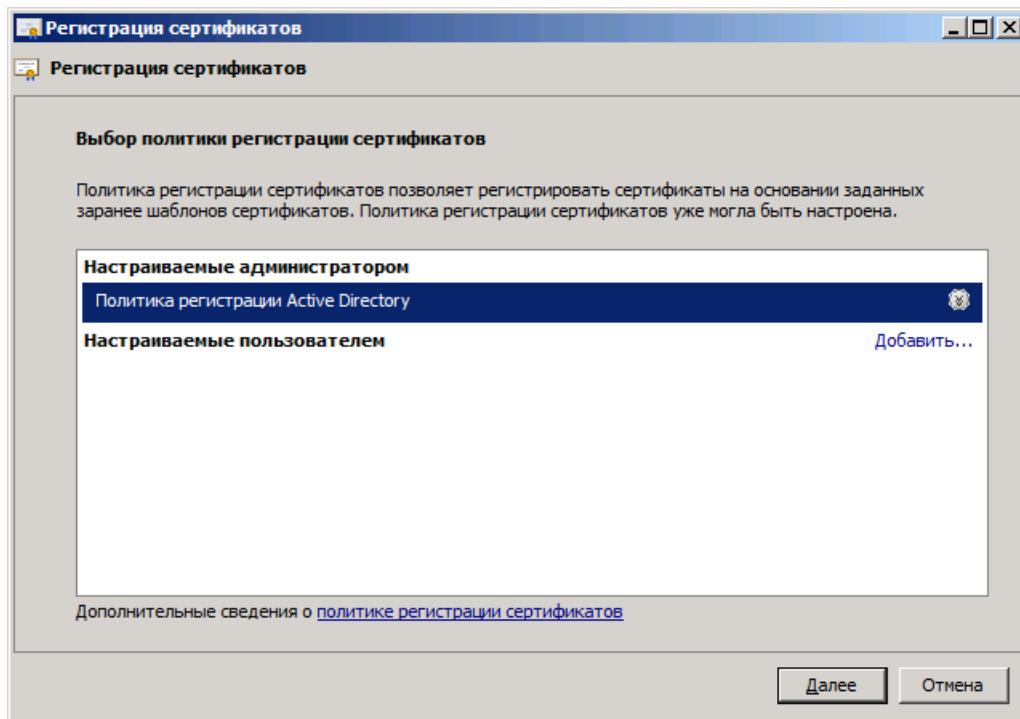 Регистрация сертификатов
Регистрация сертификатов
Выбор политики регистрации сертификатов
Политика регистрации сертификатов позволяет регистрировать сертификаты на основании заданных
заранее шаблонов сертификатов. Политика регистрации сертификатов уже могла быть настроена.
Настраиваемые администратором
Политика регистрации Active Directory
Настраиваемые пользователем Добавить...
Дополнительные сведения о политике регистрации сертификатов
Далее Отмена